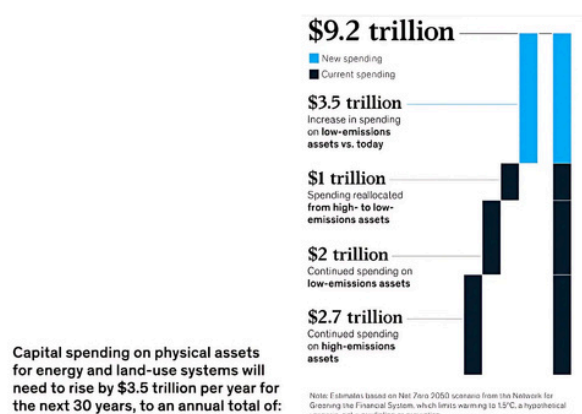 $9.2 trillion
New spending
Current spending
$3.5 trillion
Increase in spending
on low-emissions
assets vs. today
$1 trillion
Spending reallocated
from high- to low-
emissions assets
$2 trillion
Continued spending on
low-emissions assets
$2.7 trillion
Continued spending
on high-emissions
assets
Capital spending on physical assets
for energy and land-use systems will
need to rise by $3.5 trillion per year for
the next 30 years, to an annual total of:
Note: Estimates based on Net Zero 2050 scenario from the Network for
Greening the Financial System, which limits warming to 1.5°C, a hypothetical